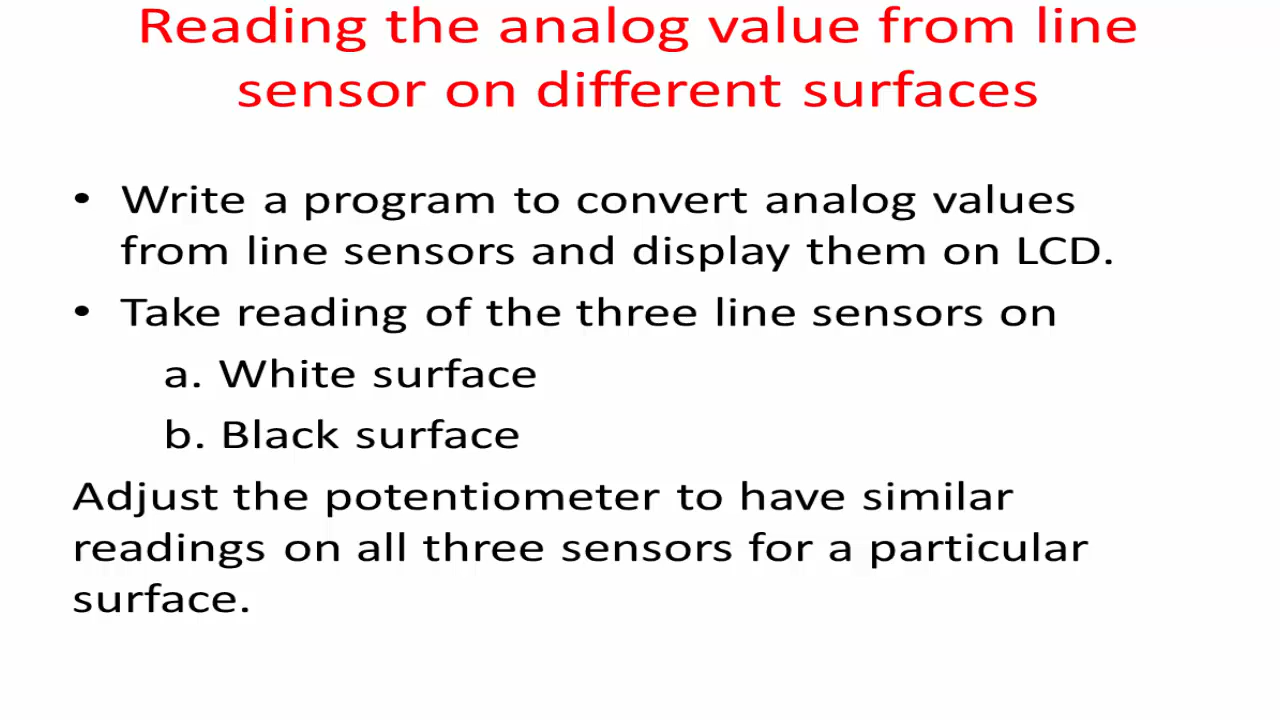 Reading the analog value from line
sensor on different surfaces
• Write a program to convert analog values
from line sensors and display them on LCD.
• Take reading of the three line sensors on
a. White surface
b. Black surface
Adjust the potentiometer to have similar
readings on all three sensors for a particular
surface.